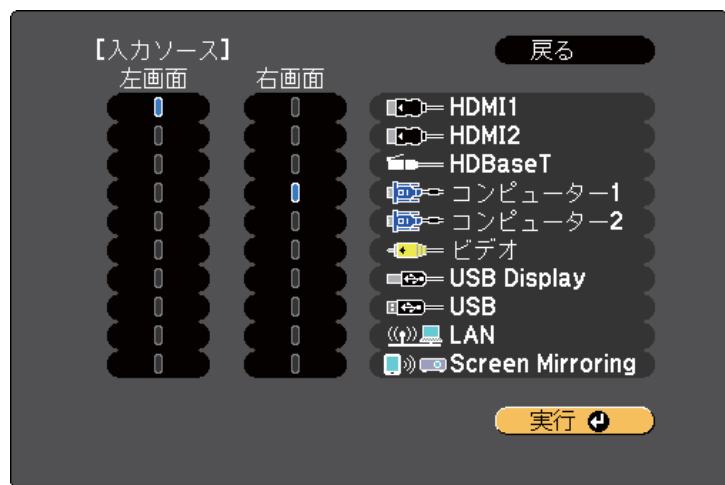 【入力ソース】
戻る
左画面
右画面
HDMI1
HDMI2
HDBaseT
コンピューター1
コンピューター2
ビデオ
USB Display
USB
LAN
Screen Mirroring
実行